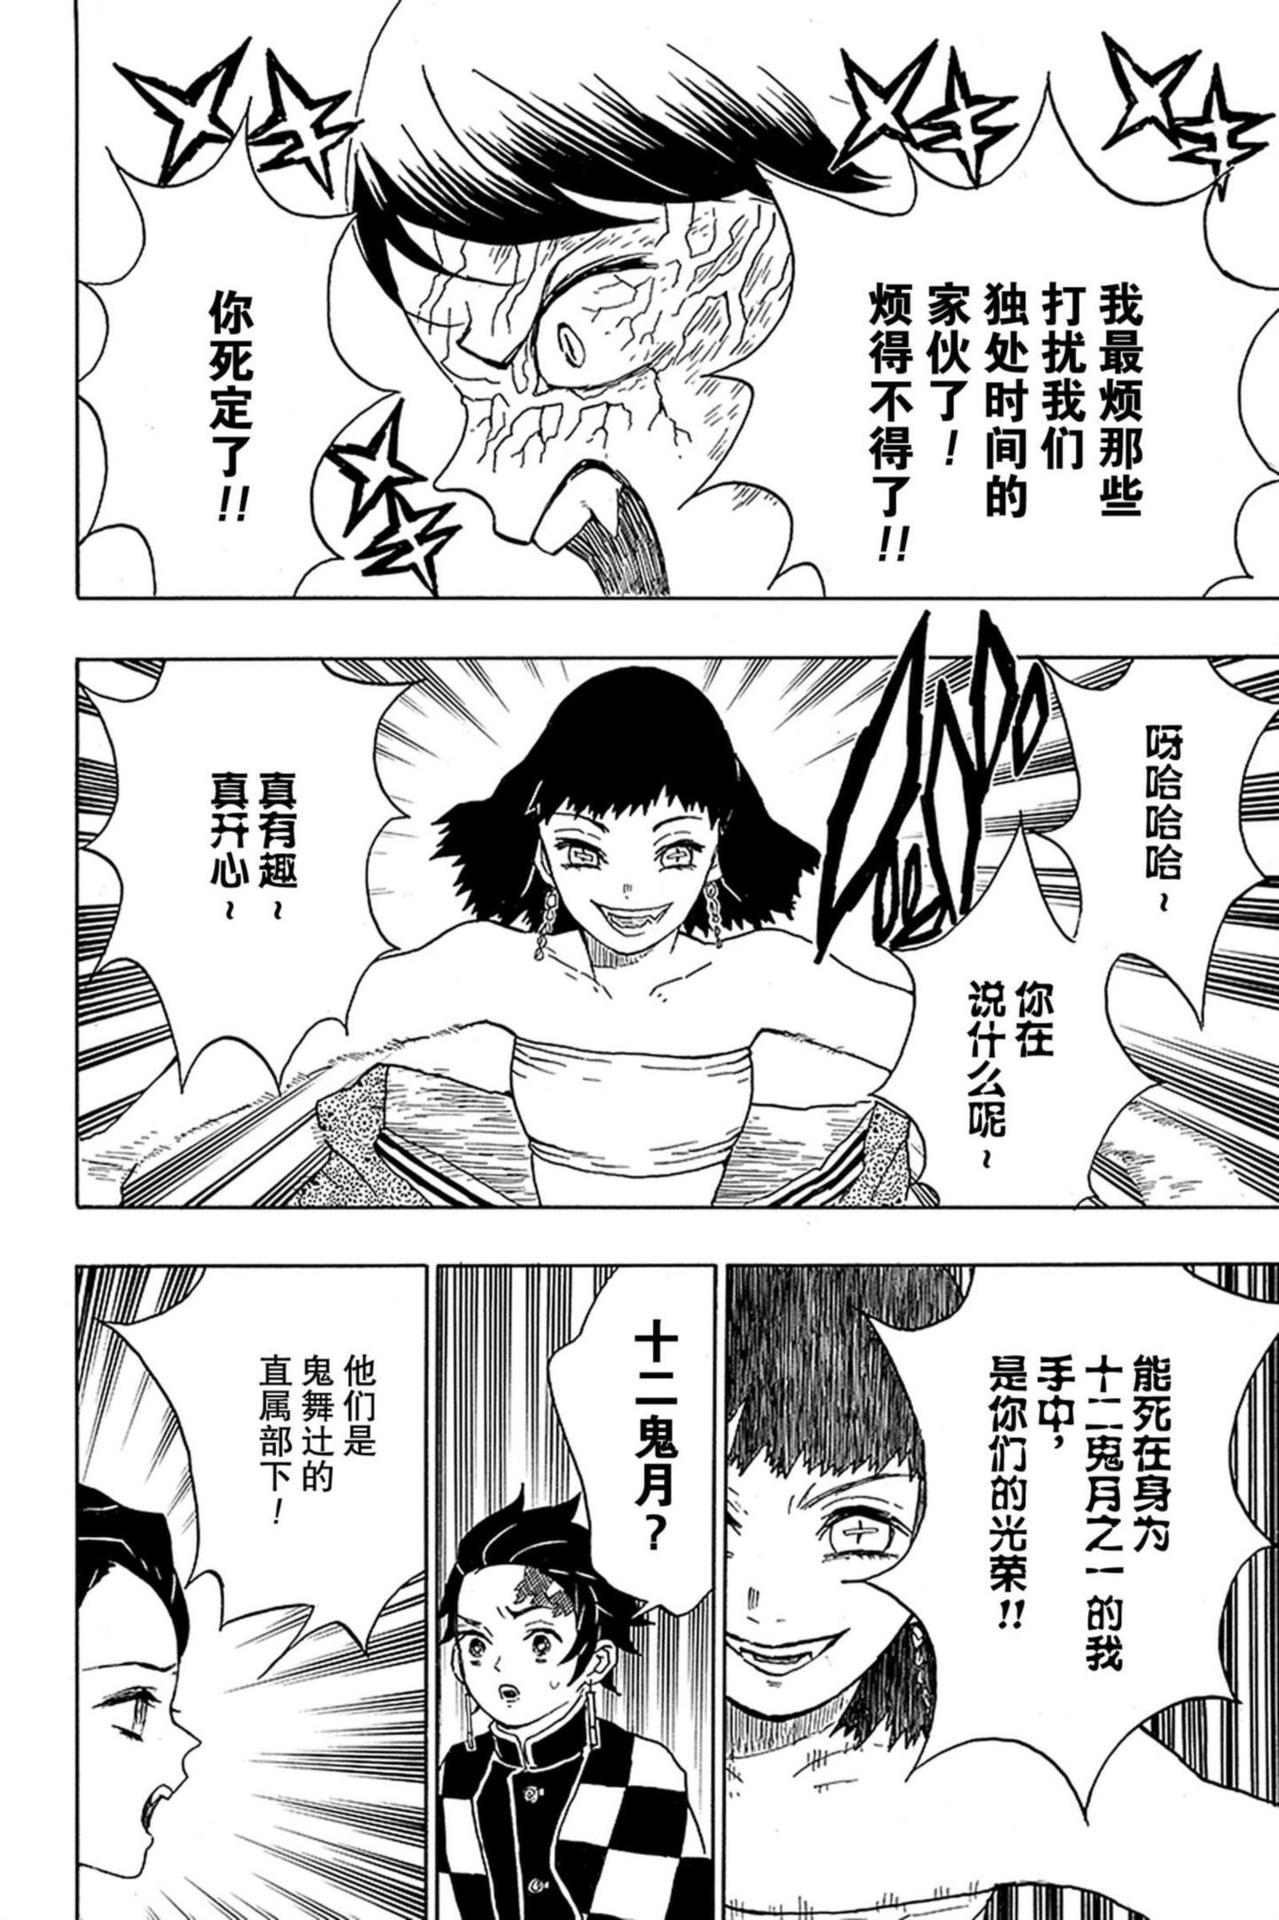 我最烦那些
打扰我们
独处时间的
家伙了！
烦得不得了!!
你死定了!!
呀哈哈哈~
你在
说什么呢~
真有趣~
真开心~
能死在身为
十二鬼月之一的我
手中，
是你们的光荣!!
十二鬼月？
他们是
鬼舞辻的
直属部下！